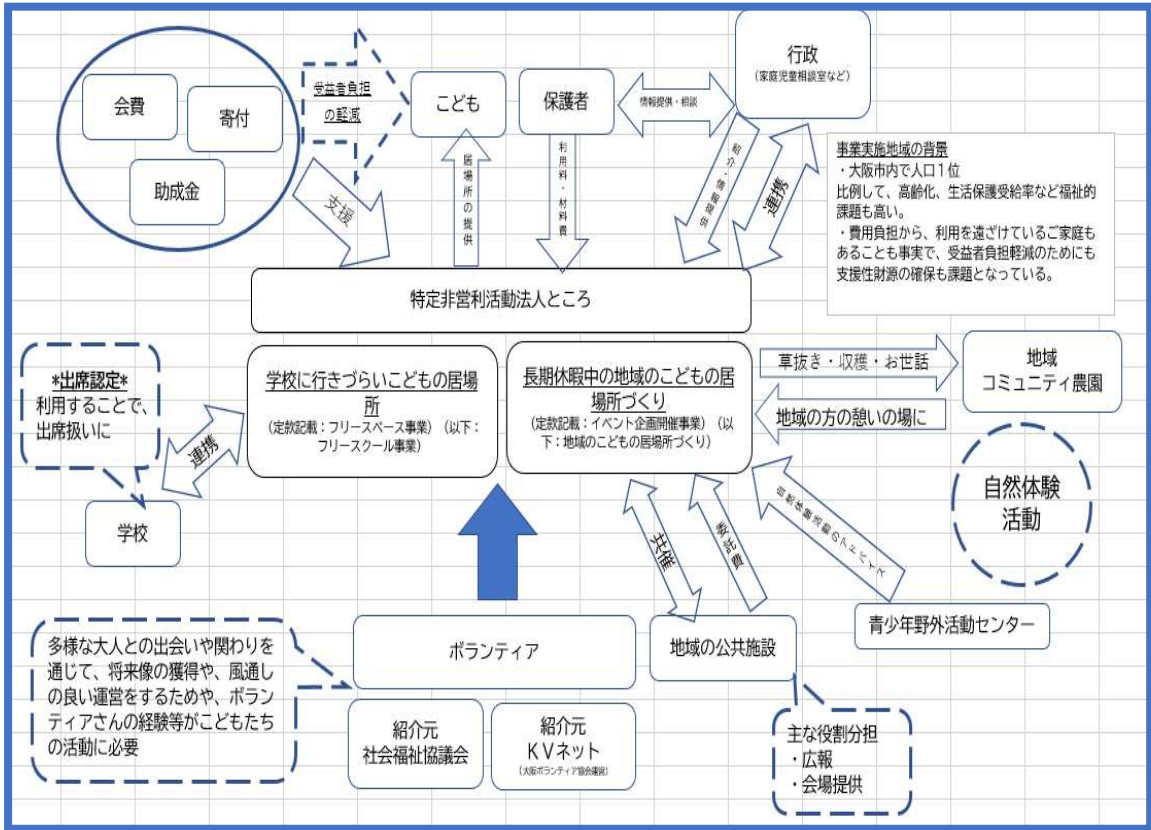 会費
寄付
助成金
受益者負担
の軽減
支援
こども
居場所の提供
保護者
利用料・材料費
情報提供・相談
行政
(家庭児童相談室など)
紹介・情報提供
連携
事業実施地域の背景
・大阪市内で人口1位
比例して、高齢化、生活保護受給率など福祉的
課題も高い。
・費用負担から、利用を遠ざけているご家庭も
あることも事実で、受益者負担軽減のためにも
支援性財源の確保も課題となっている。
特定非営利活動法人ところ
*出席認定*
利用することで、
出席扱いに
連携
学校
学校に行きづらいこどもの居場
所
(定款記載:フリースペース事業)(以下:
フリースクール事業)
長期休暇中の地域のこどもの居
場所づくり
(定款記載:イベント企画開催事業)(以
下:地域のこどもの居場所づくり)
草抜き・収穫・お世話
地域の方の憩いの場に
地域
コミュニティ農園
自然体験
活動
自然体験活動のアドバイス
青少年野外活動センター
共催
委託費
地域の公共施設
主な役割分担
・広報
・会場提供
多様な大人との出会いや関わりを
通じて、将来像の獲得や、風通し
の良い運営をするためや、ボラン
ティアさんの経験等がこどもたち
の活動に必要
ボランティア
紹介元
社会福祉協議会
紹介元
KVネット
(大阪ボランティア協会運営)